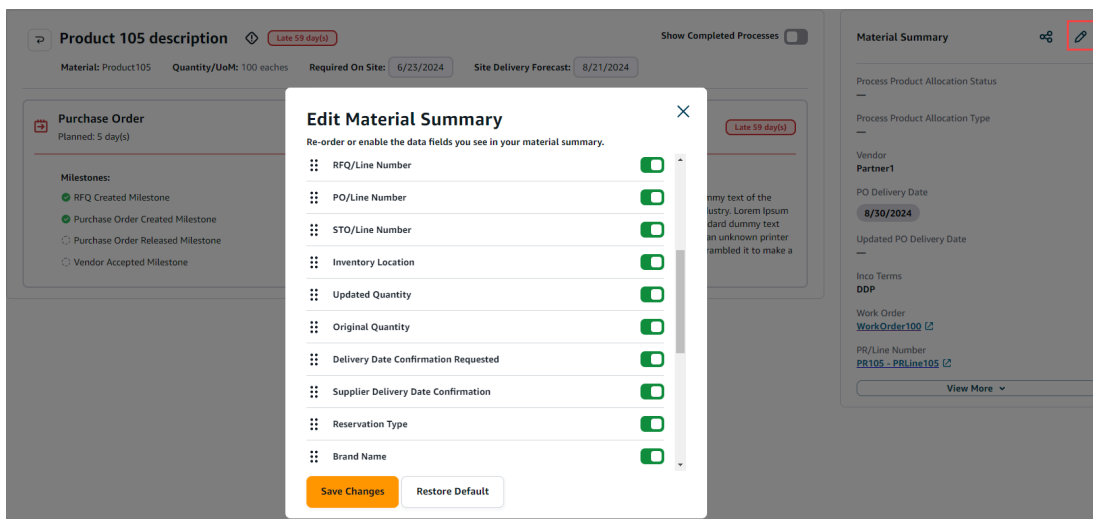 Product 105 description
Late 59 day(s)
Show Completed Processes
Material: Product105 Quantity/UoM: 100 eaches Required On Site: 6/23/2024 Site Delivery Forecast: 8/21/2024
Purchase Order
Planned: 5 day(s)
Late 59 day(s)
Milestones:
RFQ Created Milestone
Purchase Order Created Milestone
Purchase Order Released Milestone
Vendor Accepted Milestone
text of the
Lorem Ipsum
dummy text
an unknown printer
it to make a
Edit Material Summary
Re-order or enable the data fields you see in your material summary.
RFQ/Line Number
PO/Line Number
STO/Line Number
Inventory Location
Updated Quantity
Original Quantity
Delivery Date Confirmation Requested
Supplier Delivery Date Confirmation
Reservation Type
Brand Name
Save Changes
Restore Default
Material Summary
Process Product Allocation Status
—
Process Product Allocation Type
—
Vendor
Partner1
PO Delivery Date
8/30/2024
Updated PO Delivery Date
—
Inco Terms
DDP
Work Order
WorkOrder100
PR/Line Number
PR105 - PRLine105
View More